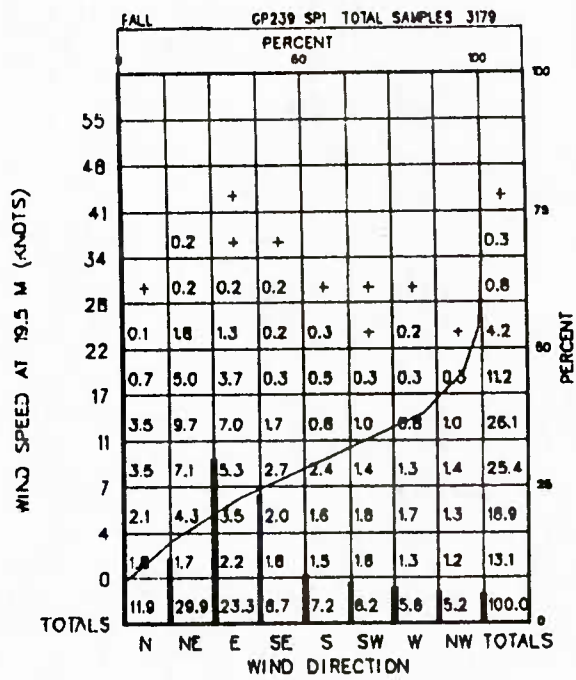 FALL GP239 SP1 TOTAL SAMPLES 3179
PERCENT
0 50 100
WIND SPEED AT 19.5 M (KNOTS)
55
48
+ +
41
0.2 + + 0.3
34
+ 0.2 0.2 0.2 + + + 0.8
28
0.1 1.8 1.3 0.2 0.3 + 0.2 + 4.2
22
0.7 5.0 3.7 0.3 0.5 0.3 0.3 0.3 11.2
17
3.5 9.7 7.0 1.7 0.8 1.0 0.8 1.0 26.1
11
3.5 7.1 5.3 2.7 2.4 1.4 1.3 1.4 25.4
7
2.1 4.3 3.5 2.0 1.6 1.8 1.7 1.3 18.9
4
1.8 1.7 2.2 1.8 1.5 1.6 1.3 1.2 13.1
0
11.9 29.9 23.3 8.7 7.2 6.2 5.6 5.2 100.0
TOTALS
N NE E SE S SW W NW TOTALS
WIND DIRECTION
100
75
50
PERCENT
25
0